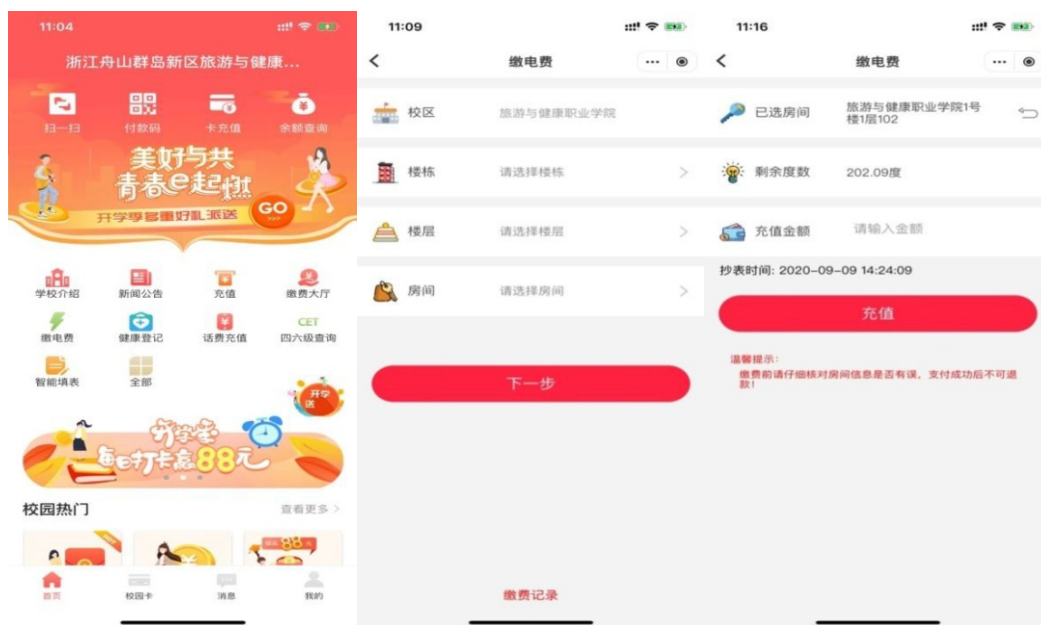 11:04
浙江舟山群岛新区旅游与健康...
扫一扫
付款码
卡充值
余额查询
美好与共
青春e起燃
开学季多重好礼派送
GO
学校介绍
新闻公告
充值
缴费大厅
缴电费
健康登记
话费充值
CET
四六级查询
智能填表
全部
开学
送
开学季
每日打卡赢88元
校园热门
查看更多 >
88
首页
校园卡
消息
我的
11:09
缴电费
校区
旅游与健康职业学院
楼栋
请选择楼栋
楼层
请选择楼层
房间
请选择房间
下一步
缴费记录
11:16
缴电费
已选房间
旅游与健康职业学院1号
楼1层102
剩余度数
202.09度
充值金额
请输入金额
抄表时间: 2020-09-09 14:24:09
充值
温馨提示:
缴费前请仔细核对房间信息是否有误，支付成功后不可退
款！